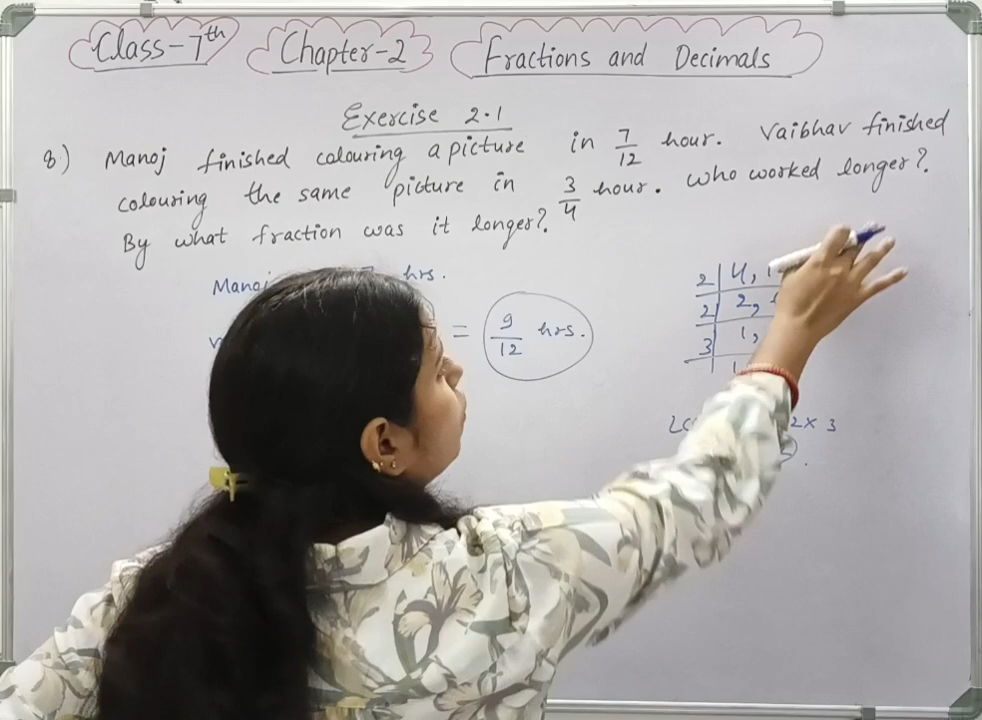 Class-7th Chapter-2 Fractions and Decimals
Exercise 2.1
8.) Manoj finished colouring a picture in 7/12 hour. Vaibhav finished
colouring the same picture in 3/4 hour. Who worked longer?
By what fraction was it longer?
Manoj hrs.
= 9/12 hrs.
2 | 4,
2 | 2,
3 | 1,
1
2 x 3